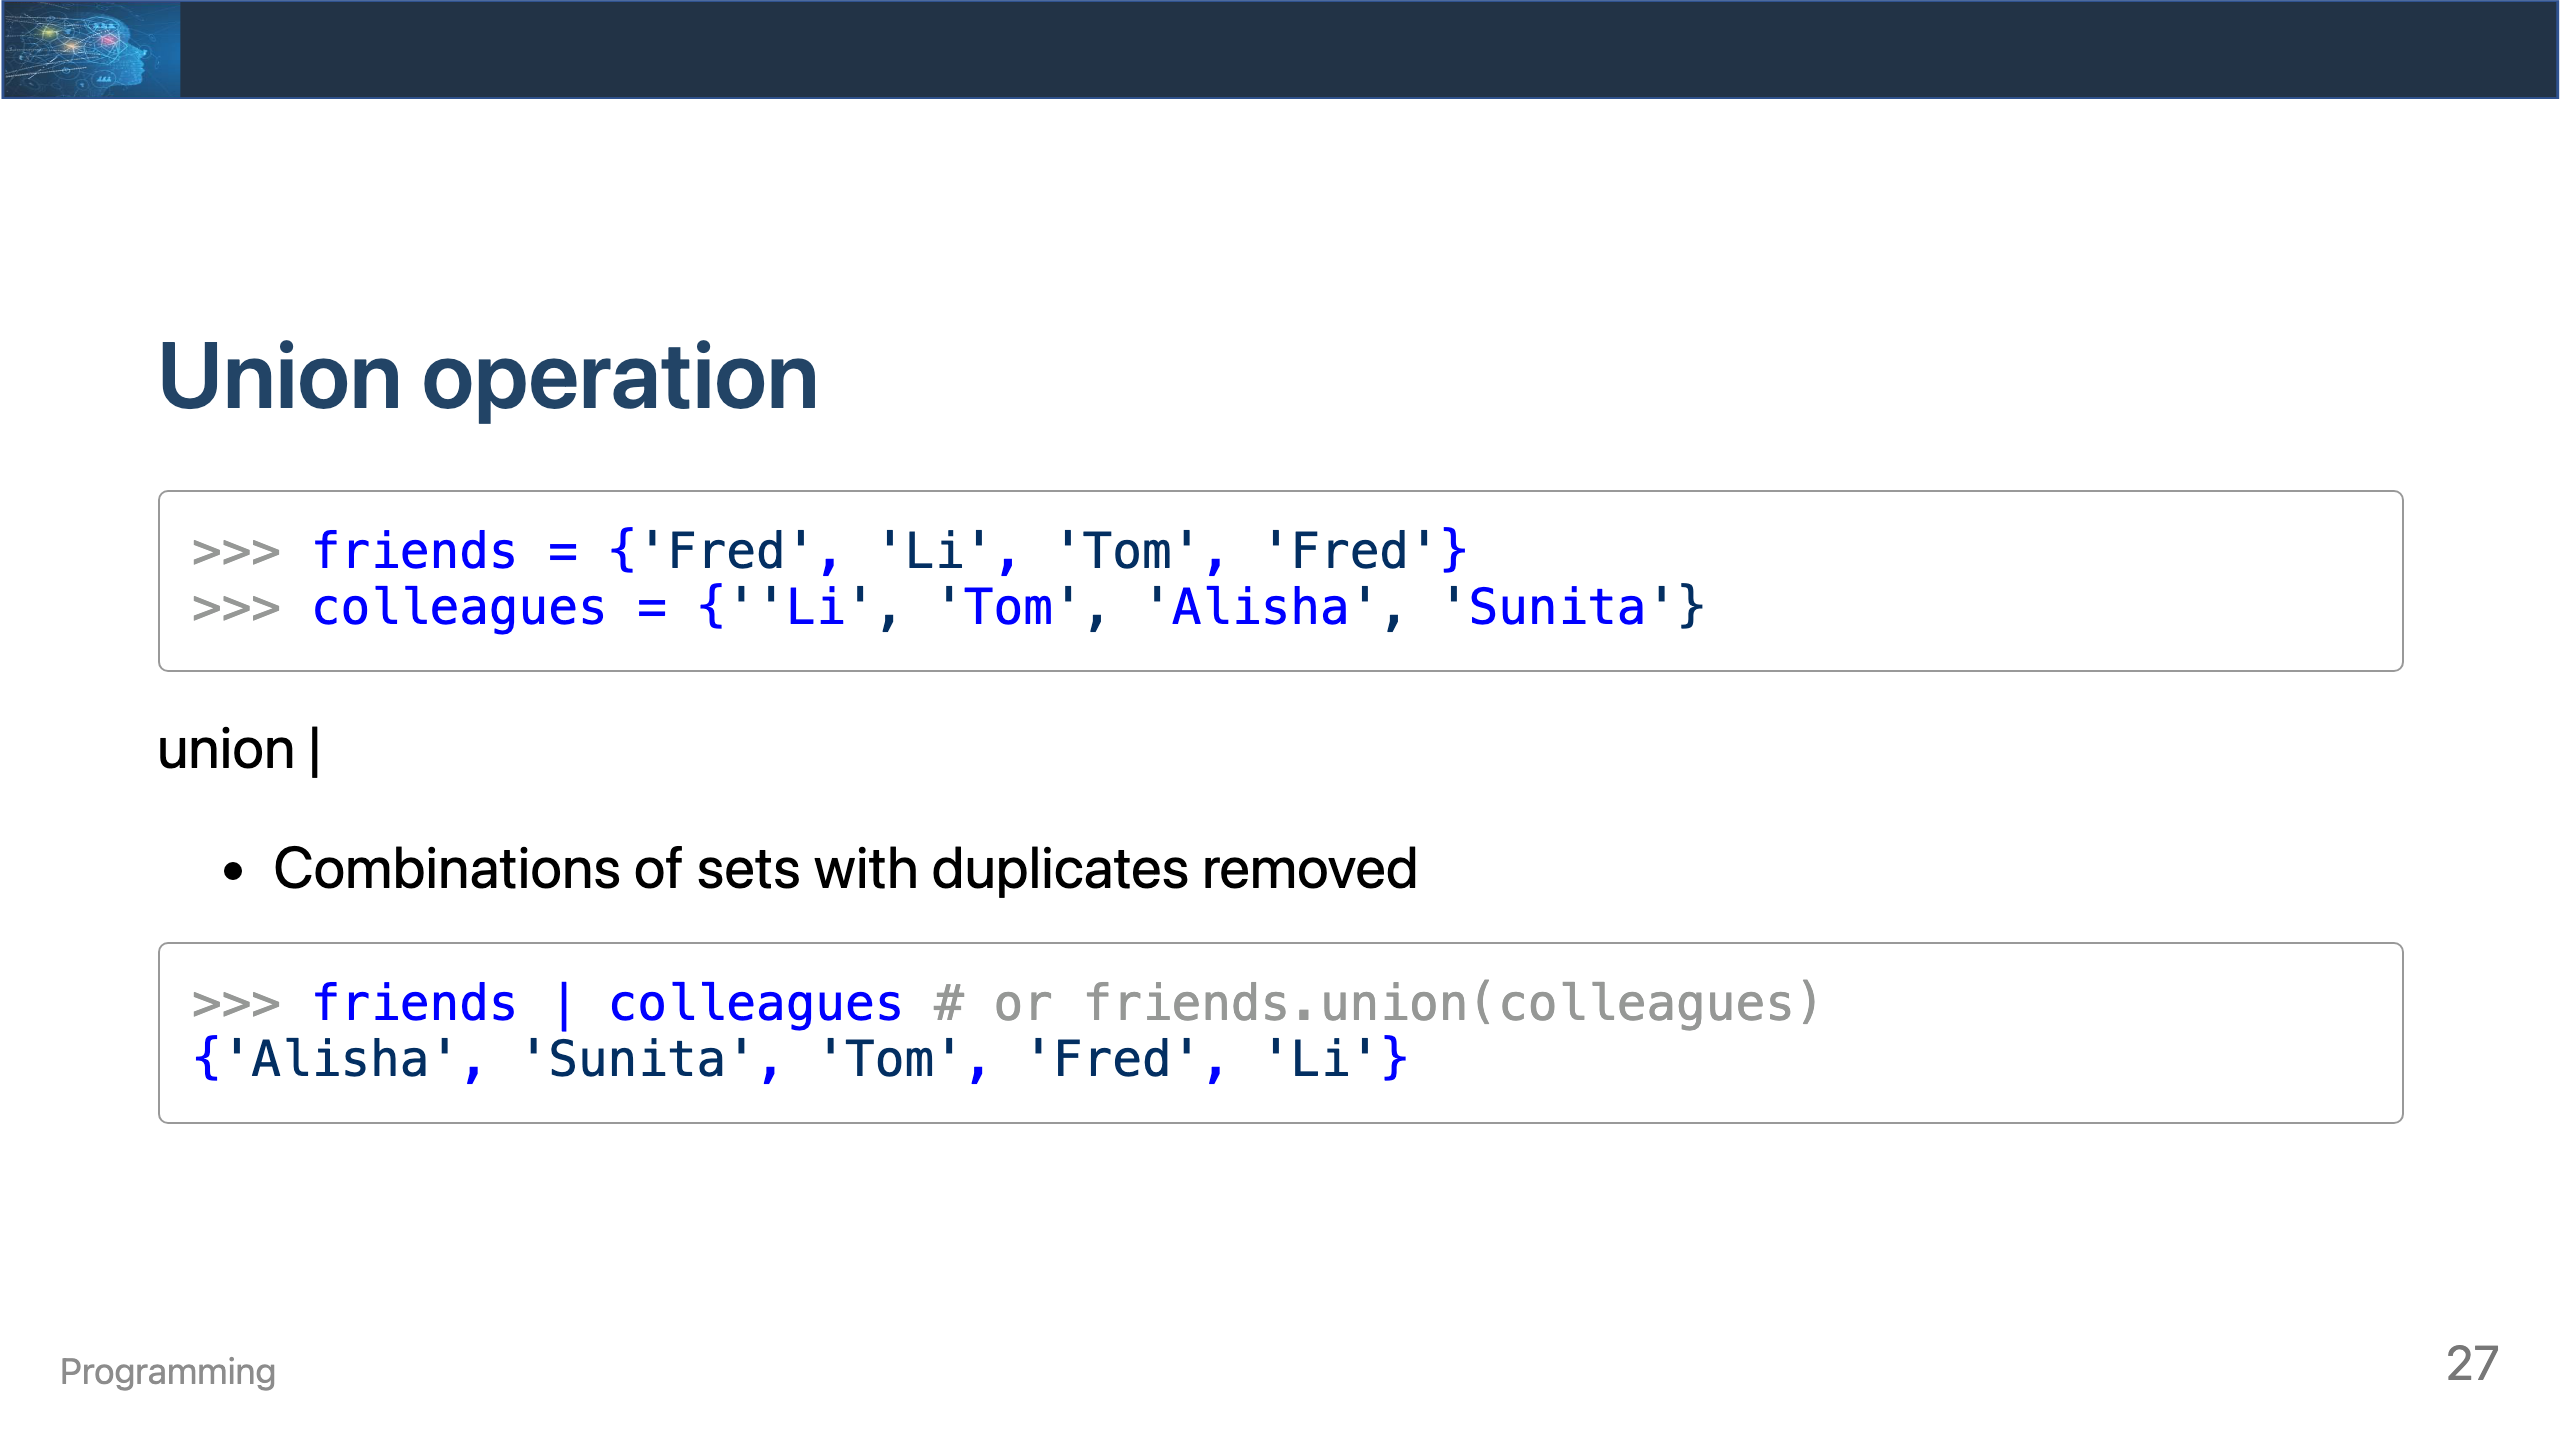 Union operation
>>> friends = {'Fred', 'Li', 'Tom', 'Fred'}
>>> colleagues = {''Li', 'Tom', 'Alisha', 'Sunita'}
union |
• Combinations of sets with duplicates removed
>>> friends | colleagues # or friends.union(colleagues)
{'Alisha', 'Sunita', 'Tom', 'Fred', 'Li'}
Programming
27